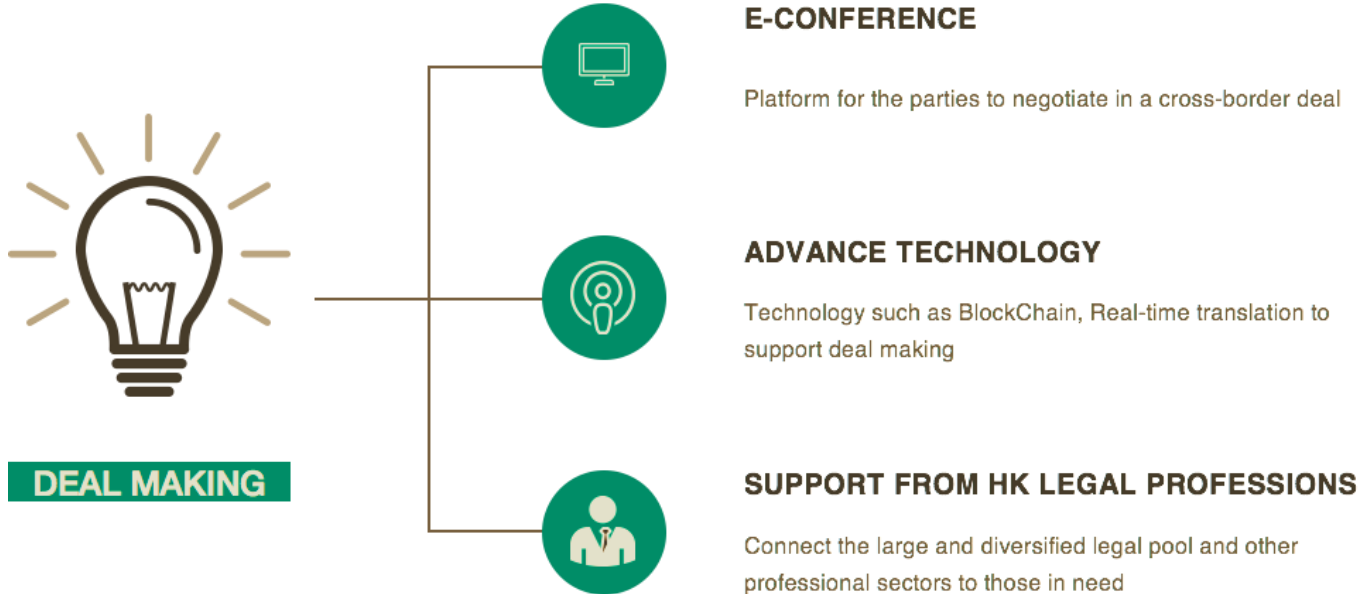 E-CONFERENCE
Platform for the parties to negotiate in a cross-border deal
ADVANCE TECHNOLOGY
Technology such as BlockChain, Real-time translation to
support deal making
DEAL MAKING
SUPPORT FROM HK LEGAL PROFESSIONS
Connect the large and diversified legal pool and other
professional sectors to those in need